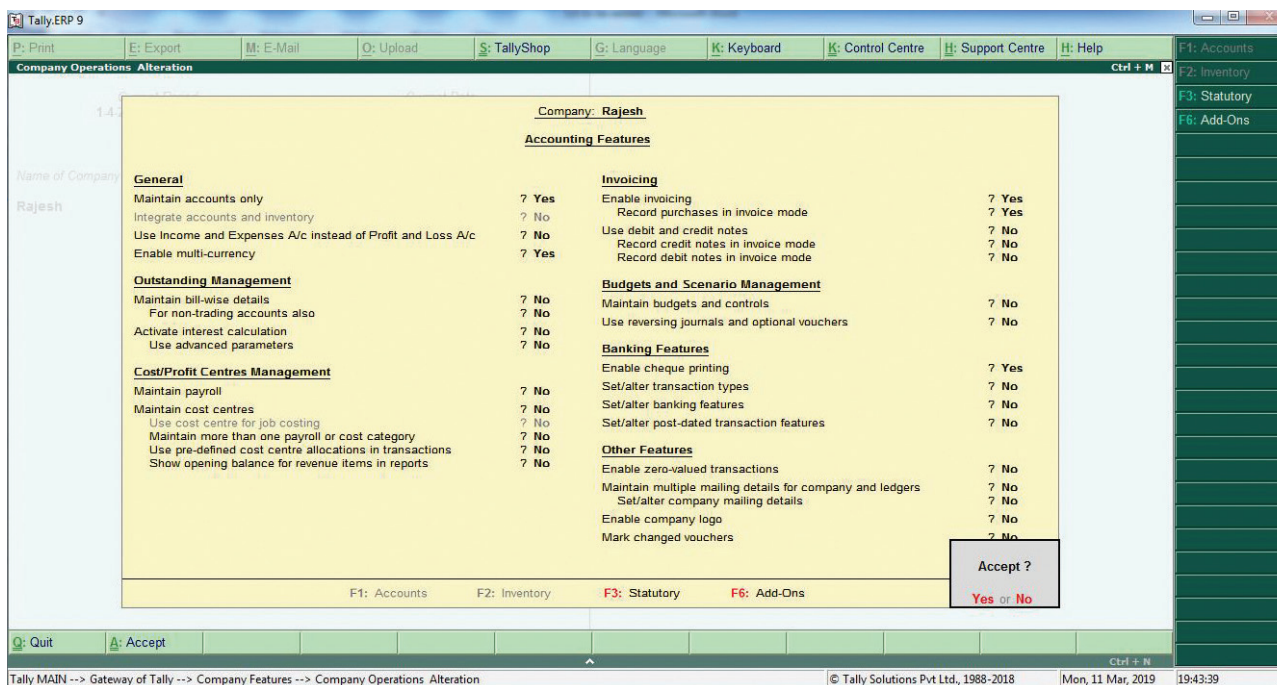 Tally.ERP 9
P: Print E: Export M: E-Mail O: Upload S: TallyShop G: Language K: Keyboard K: Control Centre H: Support Centre H: Help
Company Operations Alteration Ctrl + M
F1: Accounts
F2: Inventory
F3: Statutory
F6: Add-Ons
Name of Company
Rajesh
Company: Rajesh
Accounting Features
General
Maintain accounts only ? Yes
Integrate accounts and inventory ? No
Use Income and Expenses A/c instead of Profit and Loss A/c ? No
Enable multi-currency ? Yes
Outstanding Management
Maintain bill-wise details ? No
For non-trading accounts also ? No
Activate interest calculation ? No
Use advanced parameters ? No
Cost/Profit Centres Management
Maintain payroll ? No
Maintain cost centres ? No
Use cost centre for job costing ? No
Maintain more than one payroll or cost category ? No
Use pre-defined cost centre allocations in transactions ? No
Show opening balance for revenue items in reports ? No
Invoicing
Enable invoicing ? Yes
Record purchases in invoice mode ? Yes
Use debit and credit notes ? No
Record credit notes in invoice mode ? No
Record debit notes in invoice mode ? No
Budgets and Scenario Management
Maintain budgets and controls ? No
Use reversing journals and optional vouchers ? No
Banking Features
Enable cheque printing ? Yes
Set/alter transaction types ? No
Set/alter banking features ? No
Set/alter post-dated transaction features ? No
Other Features
Enable zero-valued transactions ? No
Maintain multiple mailing details for company and ledgers ? No
Set/alter company mailing details ? No
Enable company logo ? No
Mark changed vouchers ? No
Accept ?
Yes or No
F1: Accounts F2: Inventory F3: Statutory F6: Add-Ons
Q: Quit A: Accept
Ctrl + N
Tally MAIN --> Gateway of Tally --> Company Features --> Company Operations Alteration © Tally Solutions Pvt Ltd., 1988-2018 Mon, 11 Mar, 2019 19:43:39